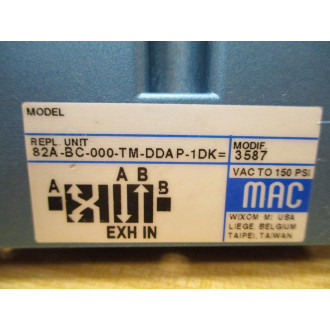 MODEL
REPL. UNIT
82A-BC-000-TM-DDAP-1DK=
MODIF.
3587
VAC TO 150 PSI
A B
A B
EXH IN
MAC
WIXOM MI USA
LIEGE, BELGIUM
TAIPEI, TAIWAN